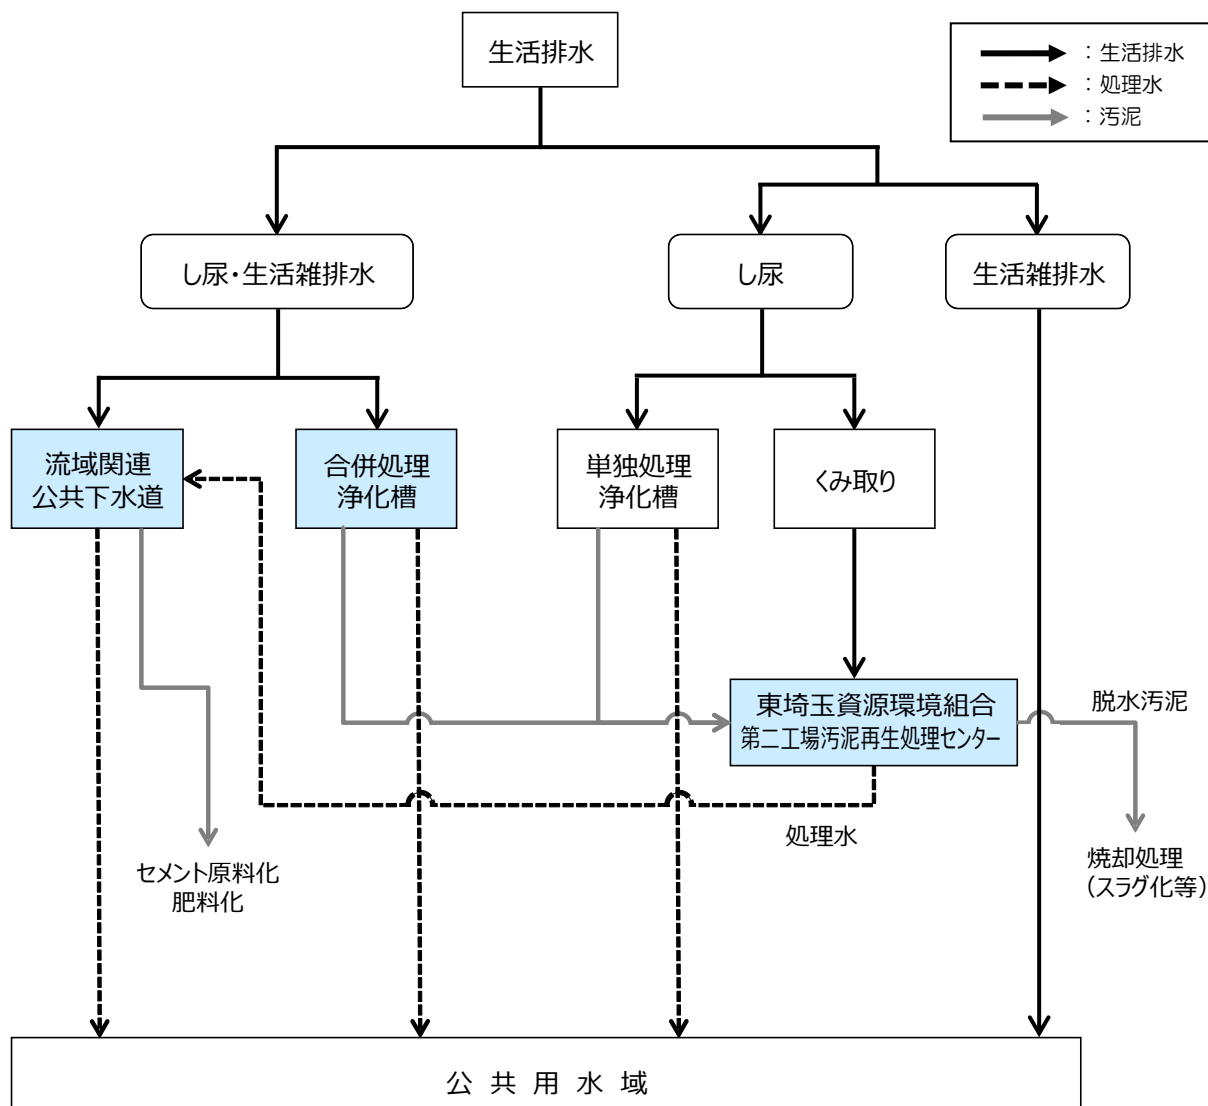 生活排水
：生活排水
：処理水
：汚泥
し尿・生活雑排水
し尿
生活雑排水
流域関連
公共下水道
合併処理
浄化槽
単独処理
浄化槽
くみ取り
東埼玉資源環境組合
第二工場汚泥再生処理センター
脱水汚泥
処理水
セメント原料化
肥料化
焼却処理
（スラグ化等）
公共用水域